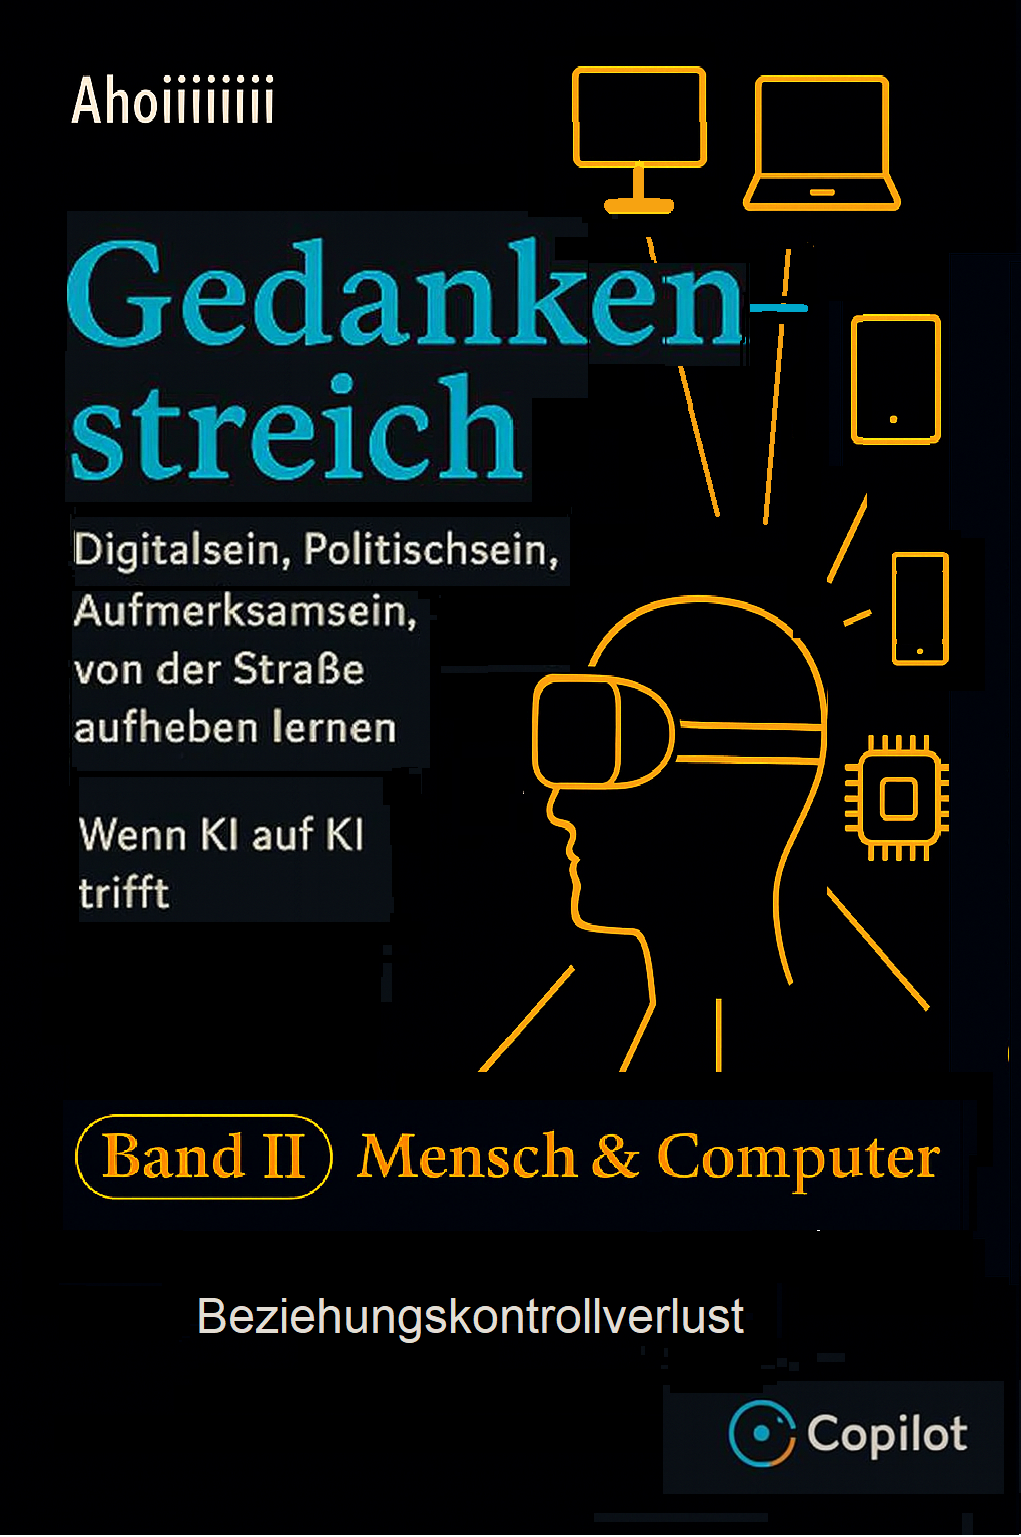 Ahoiiiiiiiii
Gedanken-
streich
Digitalsein, Politischsein,
Aufmerksamsein,
von der Straße
aufheben lernen
Wenn KI auf KI
trifft
Band II Mensch & Computer
Beziehungskontrollverlust
Copilot